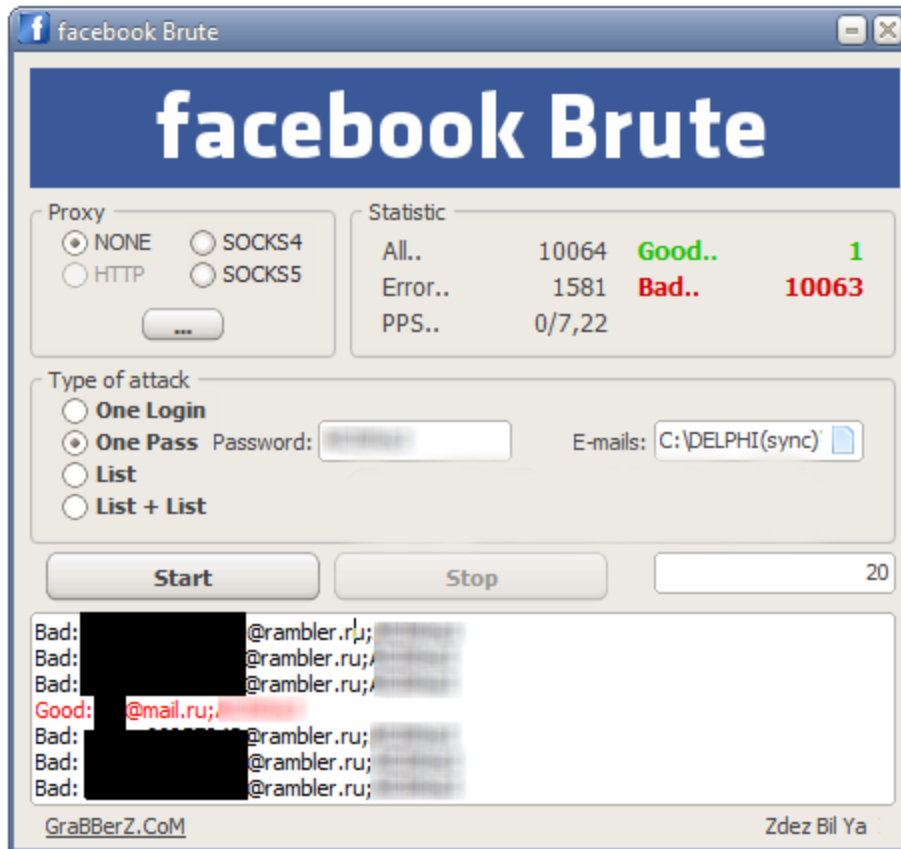 facebook Brute
facebook Brute
Proxy
NONE
SOCKS4
HTTP
SOCKS5
...
Statistic
All.. 10064 Good.. 1
Error.. 1581 Bad.. 10063
PPS.. 0/7,22
Type of attack
One Login
One Pass Password: E-mails: C:\DELPHI(sync)
List
List + List
Start
Stop
20
Bad: @rambler.ru;
Bad: @rambler.ru;
Bad: @rambler.ru;
Good: @mail.ru;
Bad: @rambler.ru;
Bad: @rambler.ru;
Bad: @rambler.ru;
GraBBerZ.CoM
Zdez Bil Ya